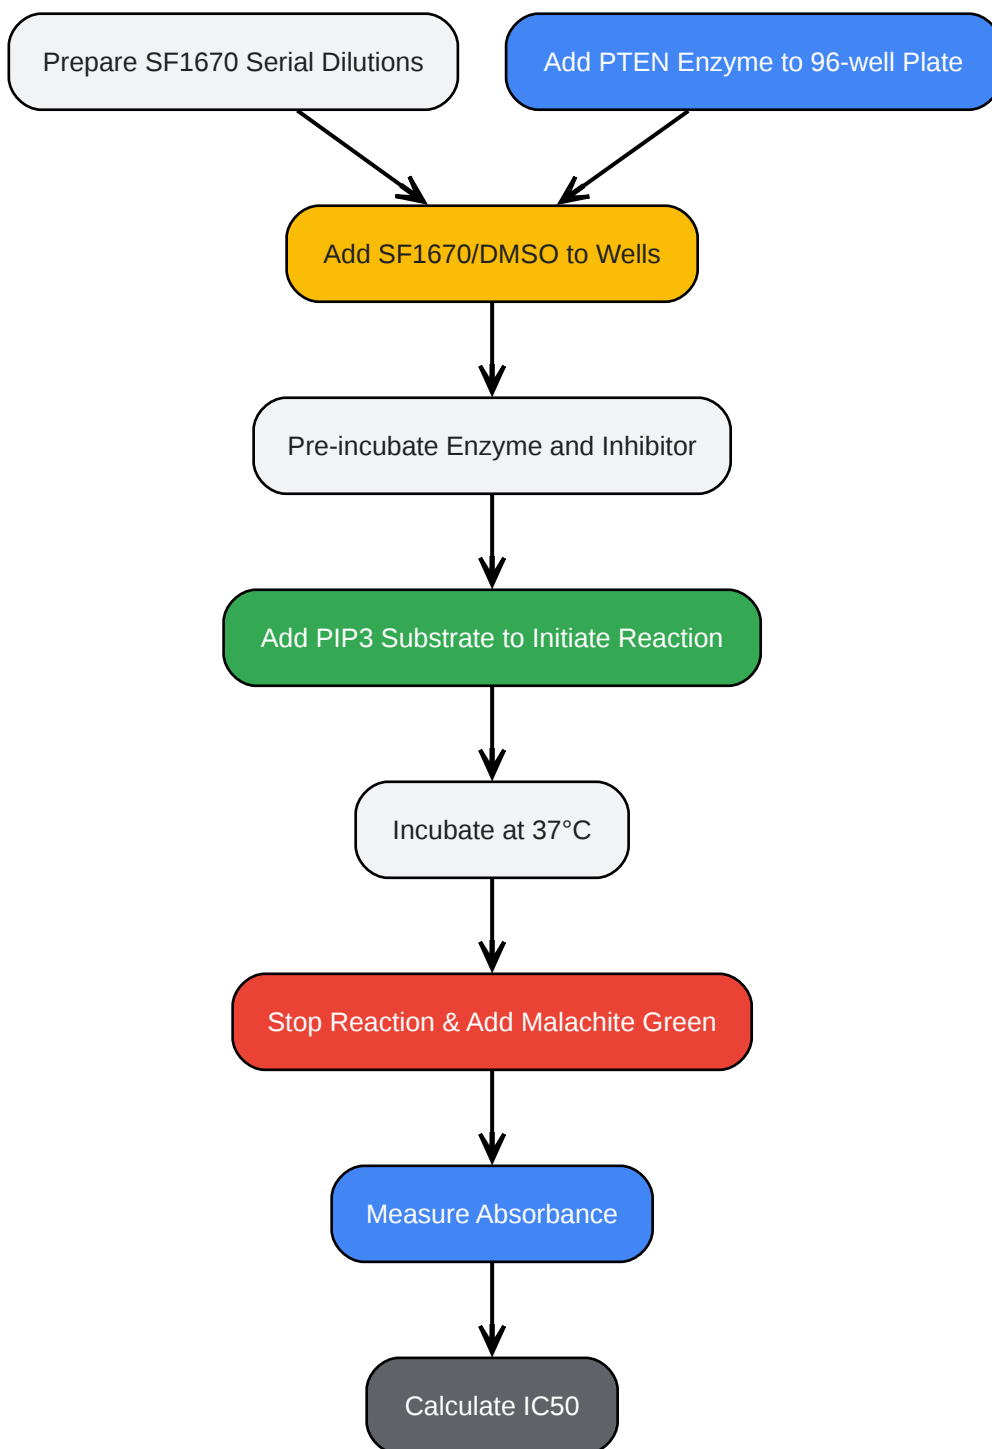 Prepare SF1670 Serial Dilutions
Add PTEN Enzyme to 96-well Plate
Add SF1670/DMSO to Wells
Pre-incubate Enzyme and Inhibitor
Add PIP3 Substrate to Initiate Reaction
Incubate at 37°C
Stop Reaction & Add Malachite Green
Measure Absorbance
Calculate IC50